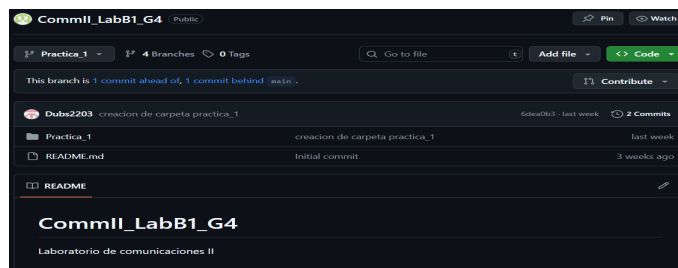 CommII_LabB1_G4 Public Pin Watch
Practica_1 4 Branches 0 Tags Go to file t Add file <> Code
This branch is 1 commit ahead of, 1 commit behind main . Contribute
Dubs2203 creacion de carpeta practica_1 6dea0b3 · last week 2 Commits
Practica_1 creacion de carpeta practica_1 last week
README.md Initial commit 3 weeks ago
README
CommII_LabB1_G4
Laboratorio de comunicaciones II